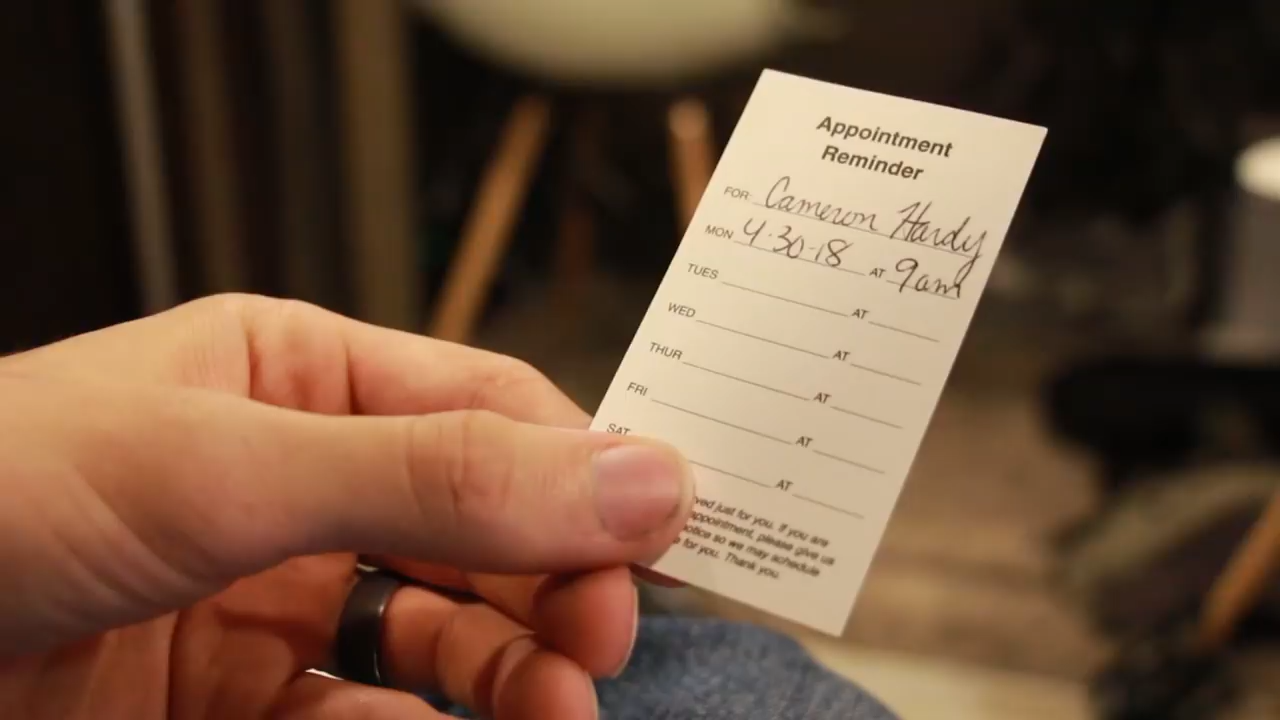 Appointment
Reminder
FOR Cameron Hardy
MON 4-30-18 AT 9am
TUES AT
WED AT
THUR AT
FRI AT
SAT AT
just for you. If you are
appointment, please give us
so we may schedule
for you. Thank you.